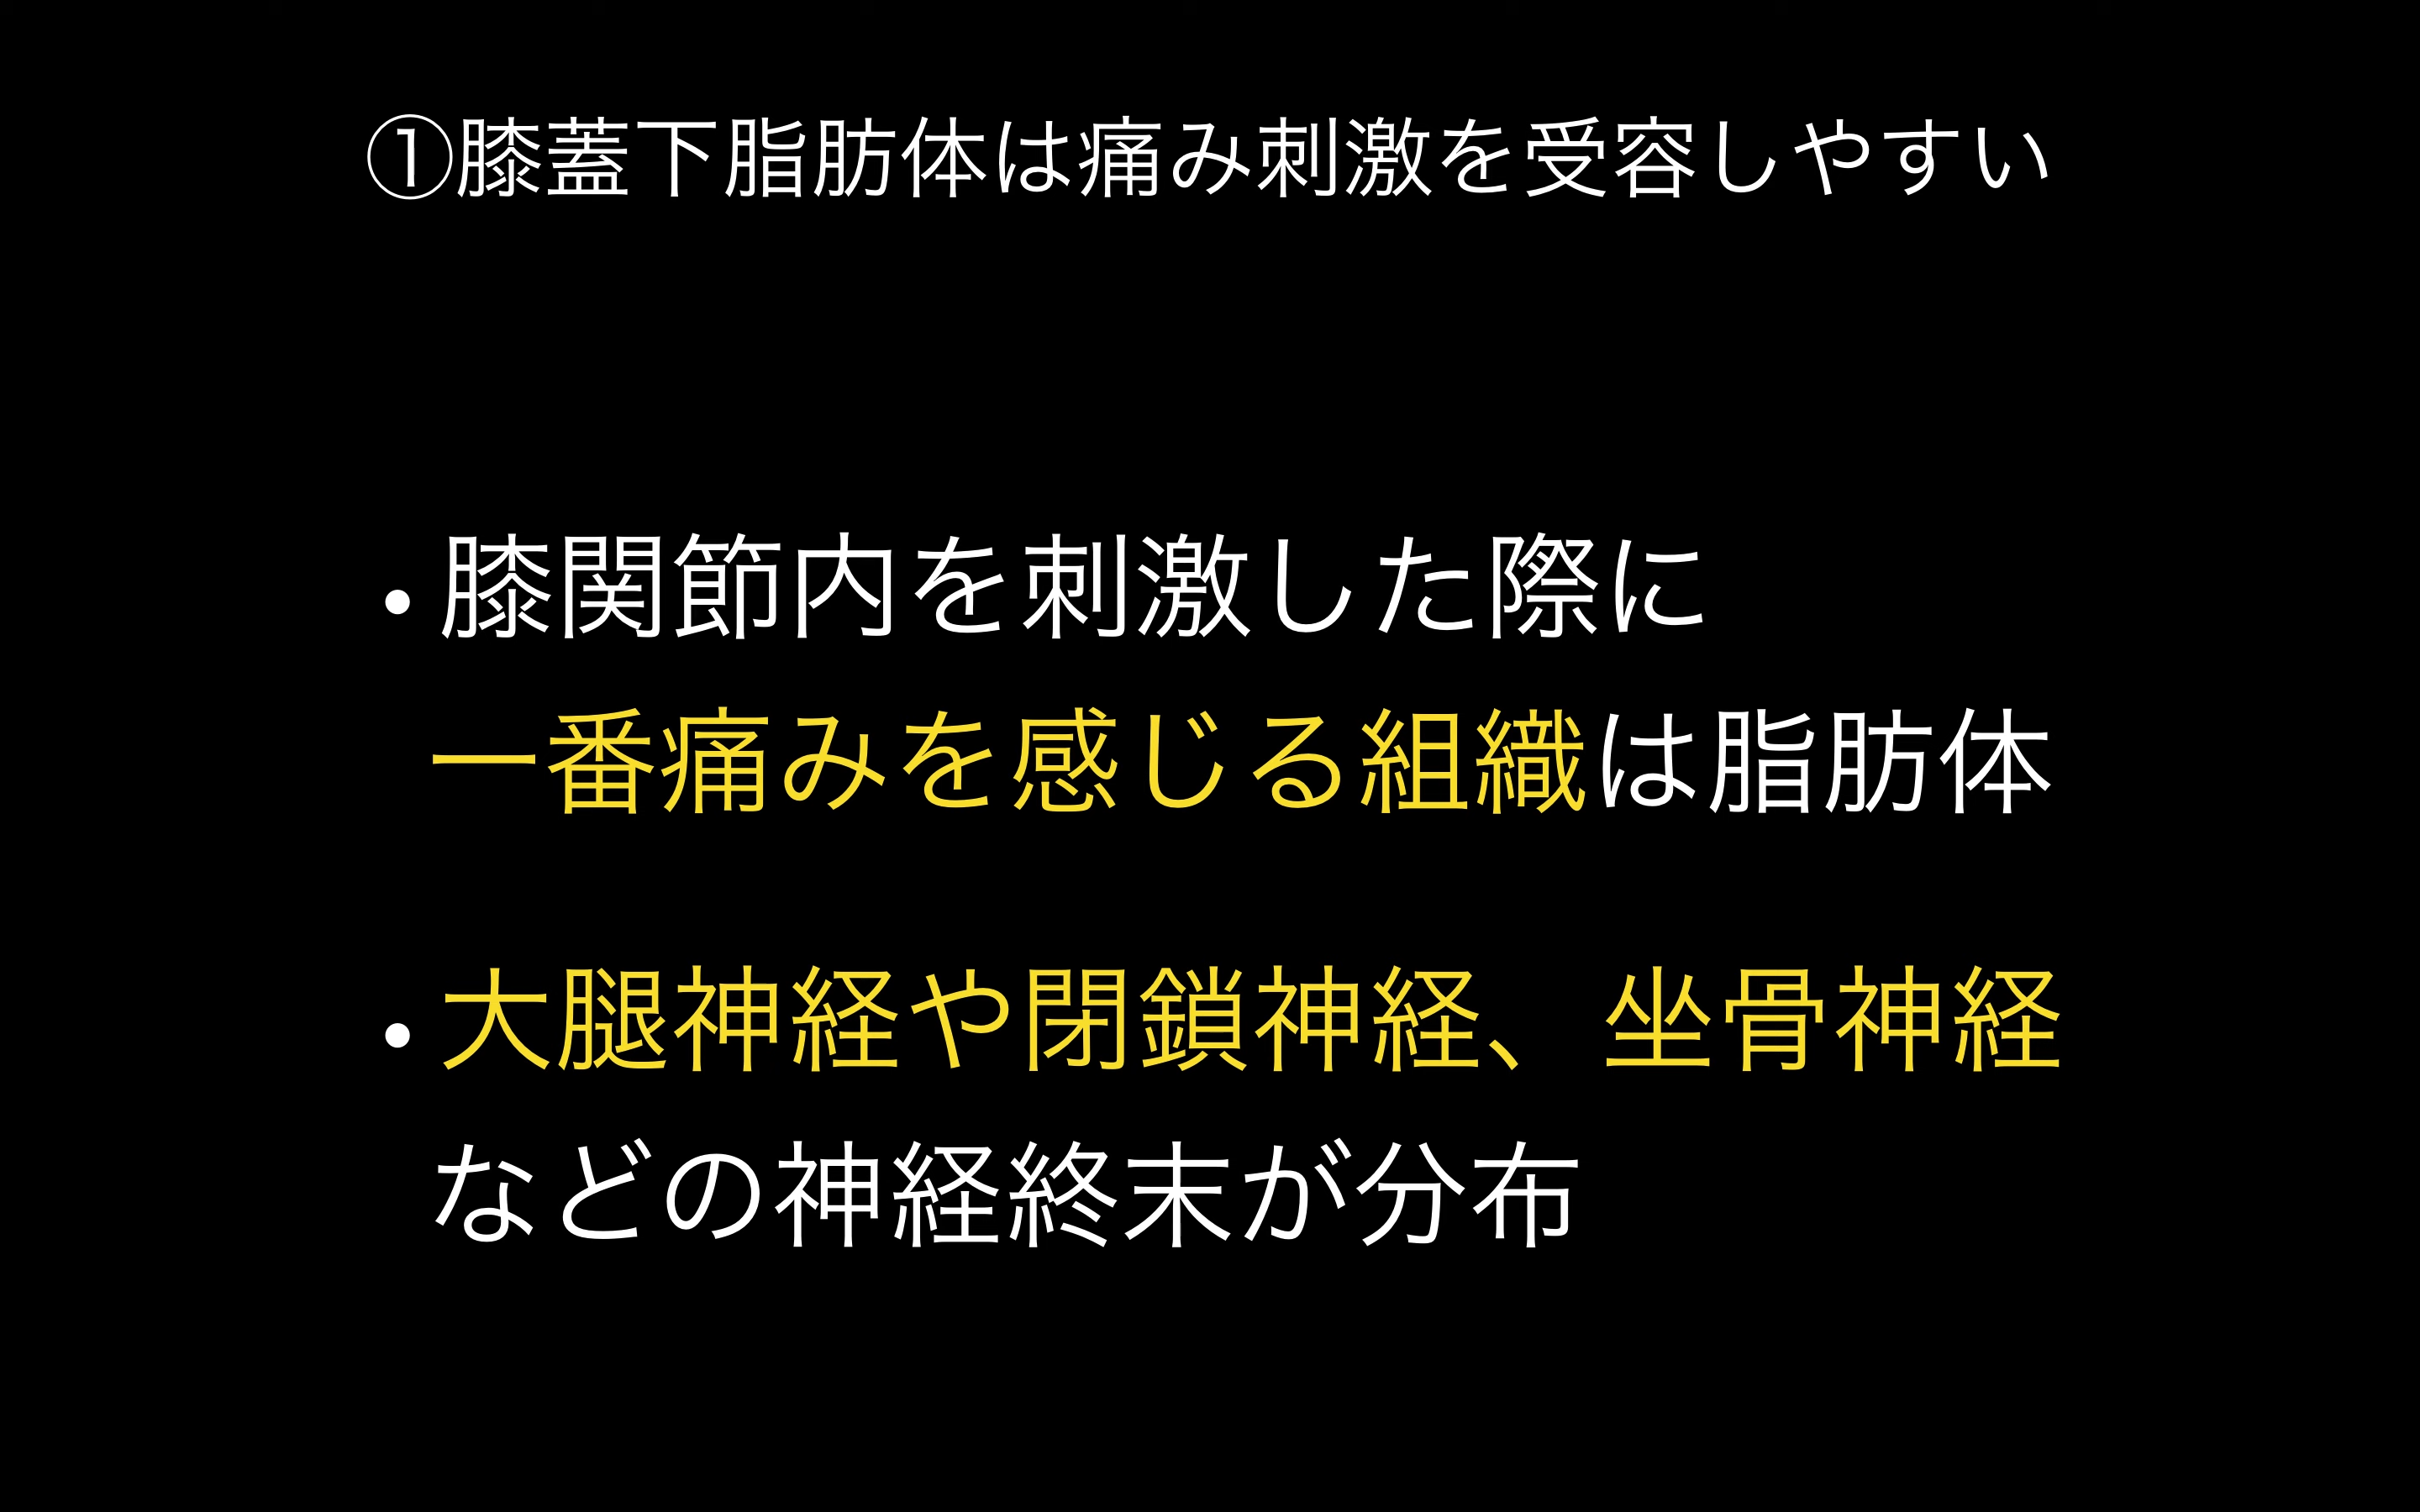 ①膝蓋下脂肪体は痛み刺激を受容しやすい
・膝関節内を刺激した際に
一番痛みを感じる組織は脂肪体
・大腿神経や閉鎖神経、坐骨神経
などの神経終末が分布